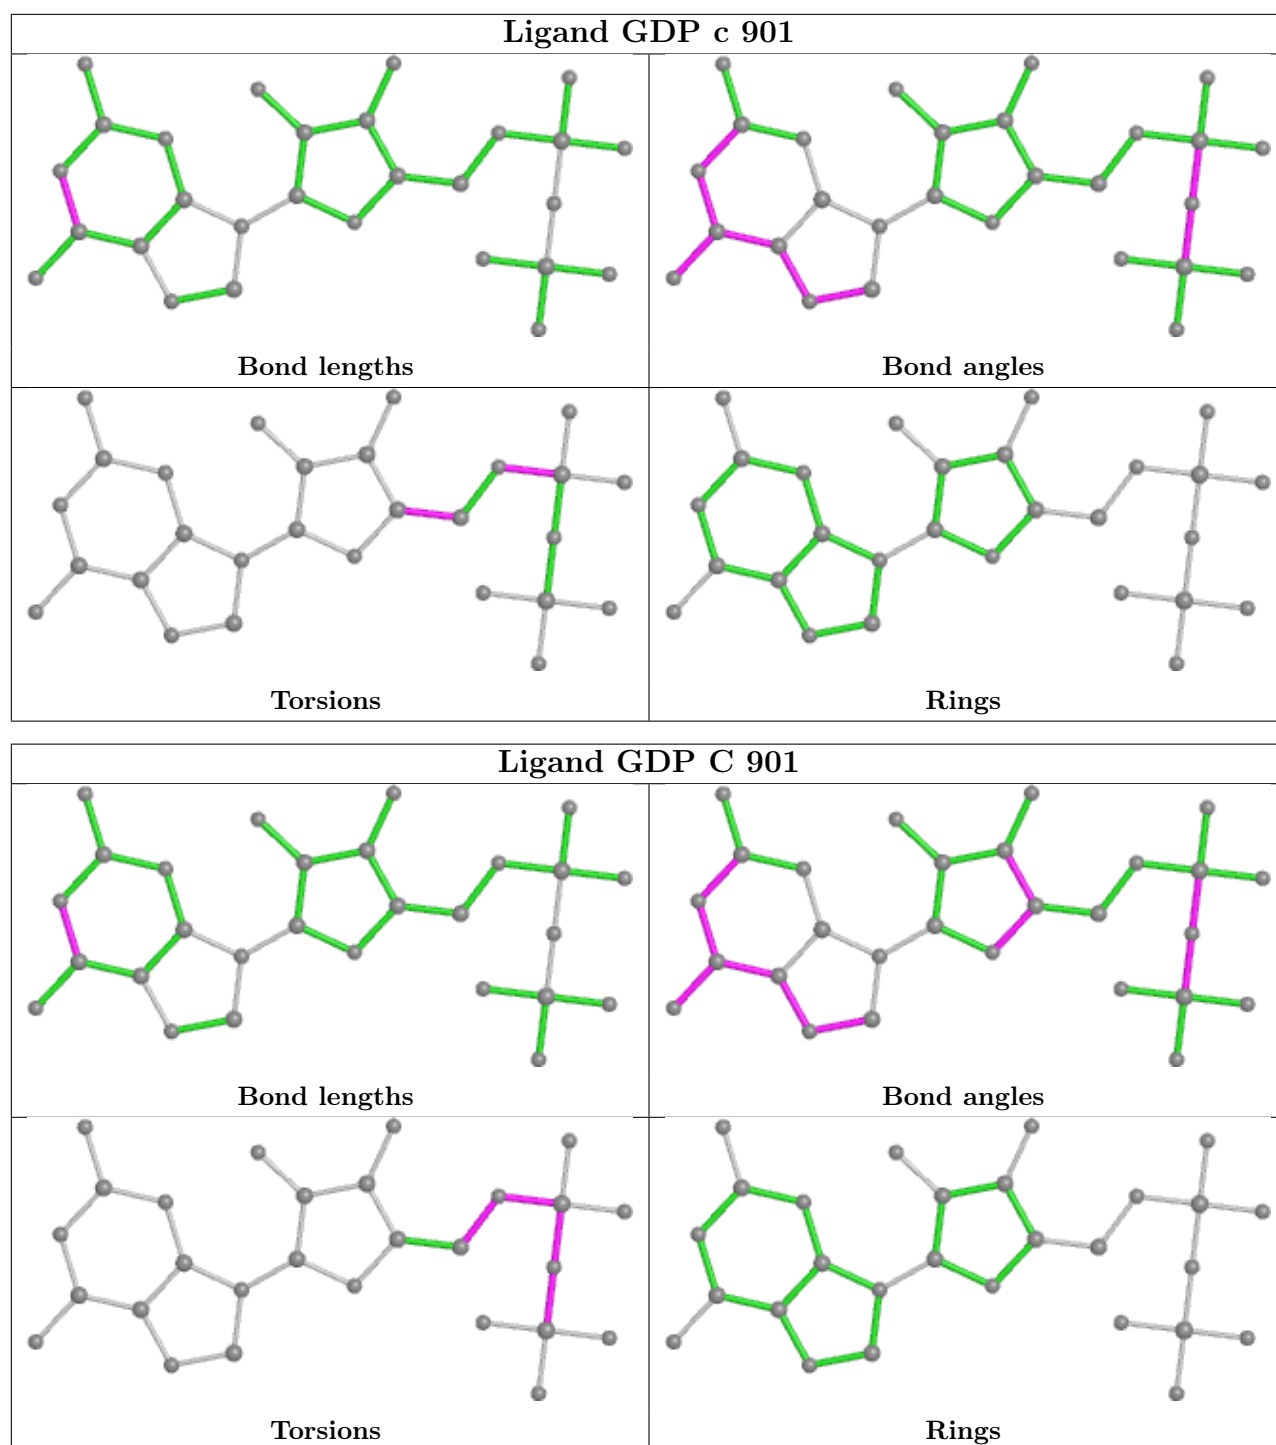 Ligand GDP c 901
Bond lengths
Bond angles
Torsions
Rings
Ligand GDP C 901
Bond lengths
Bond angles
Torsions
Rings